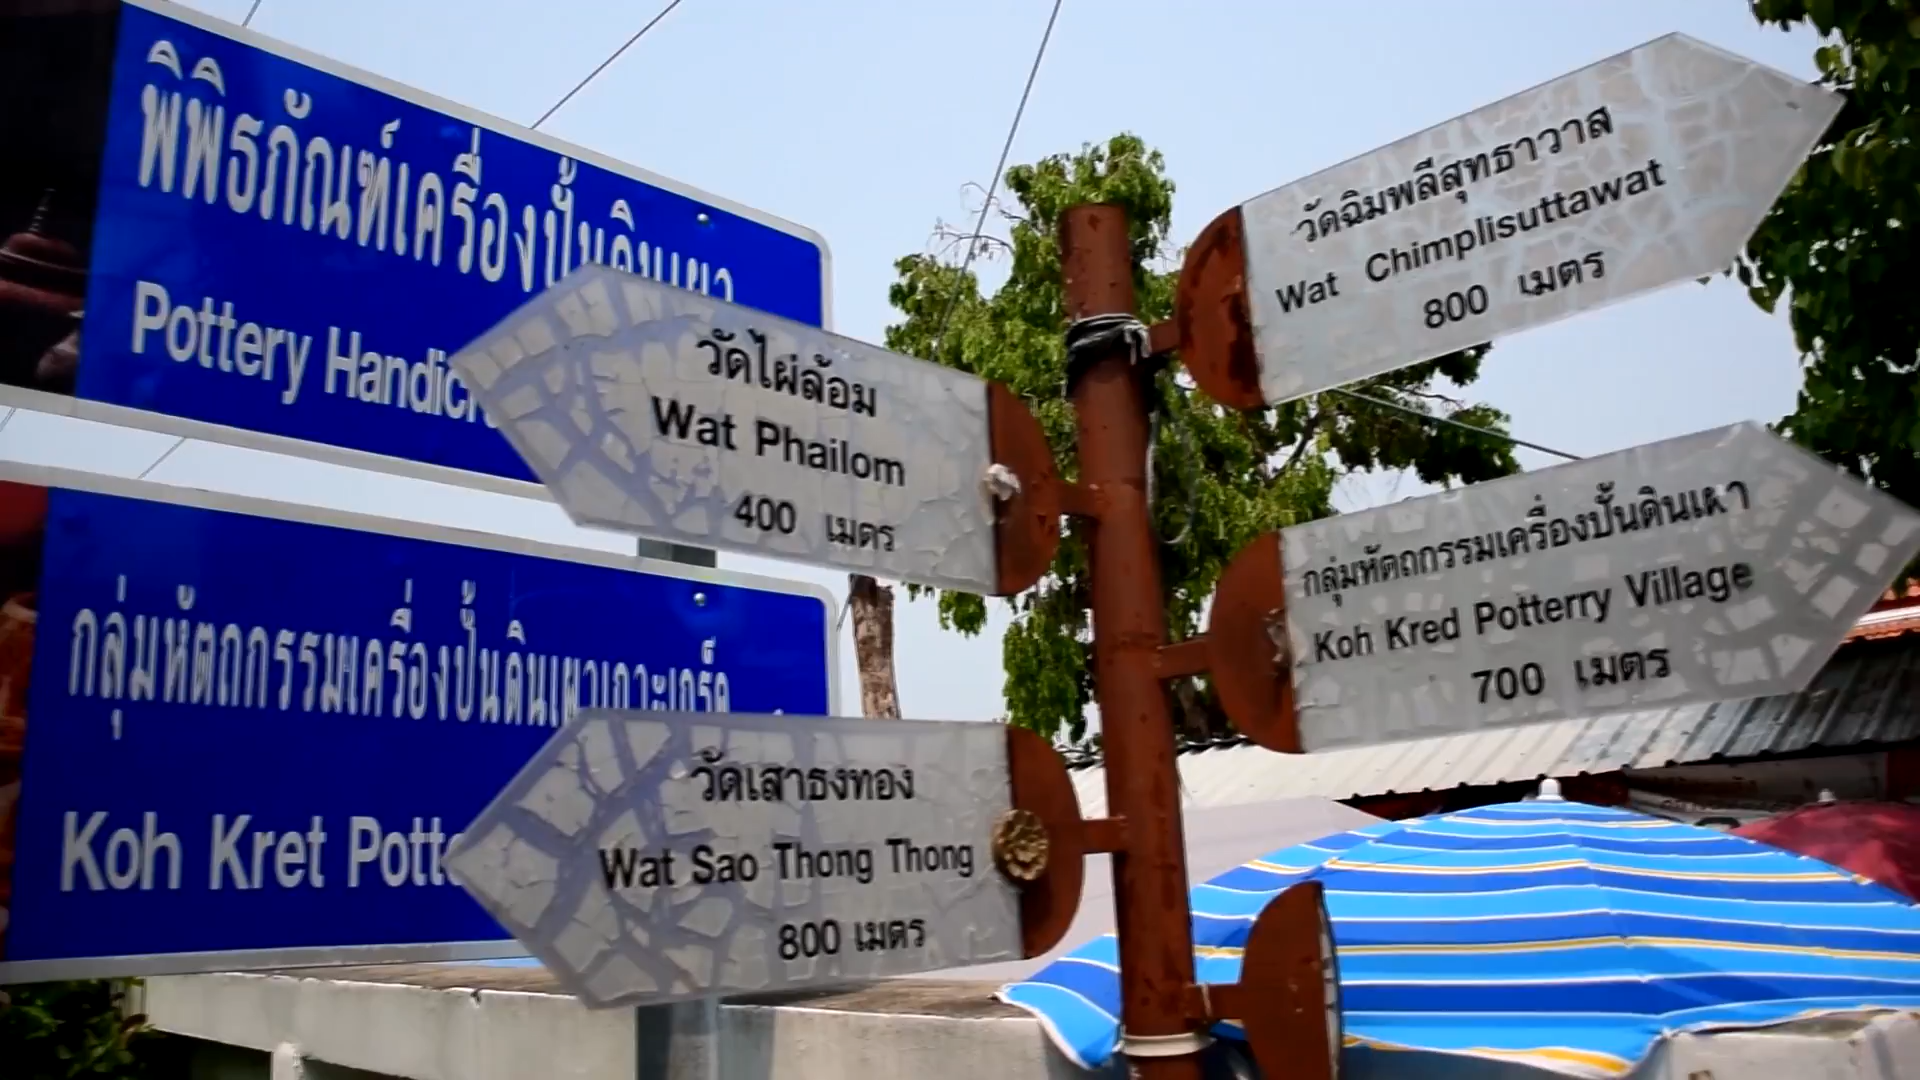 พิพิธภัณฑ์เครื่องปั้นดินเผา
Pottery
วัดไผ่ล้อม
Wat Phailom
400 เมตร
กลุ่มหัตถกรรมเครื่องปั้นดินเผาเกาะเกร็ด
Koh Kret
วัดเสาธงทอง
Wat Sao Thong Thong
800 เมตร
วัดฉิมพลีสุทธาวาส
Wat Chimplisuttawat
800 เมตร
กลุ่มหัตถกรรมเครื่องปั้นดินเผา
Koh Kred Potterry Village
700 เมตร